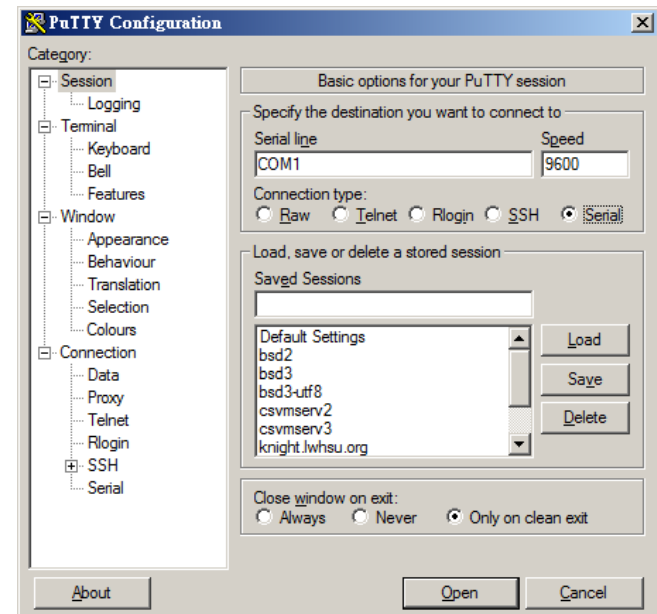 PuTTY Configuration
Category:
Session
Logging
Terminal
Keyboard
Bell
Features
Window
Appearance
Behaviour
Translation
Selection
Colours
Connection
Data
Proxy
Telnet
Rlogin
SSH
Serial
Basic options for your PuTTY session
Specify the destination you want to connect to
Serial line Speed
COM1 9600
Connection type:
Raw Telnet Rlogin SSH Serial
Load, save or delete a stored session
Saved Sessions
Default Settings
bsd2
bsd3
bsd3-utf8
csvmserv2
csvmserv3
knight.lwhsu.org
Load
Save
Delete
Close window on exit:
Always Never Only on clean exit
About Open Cancel